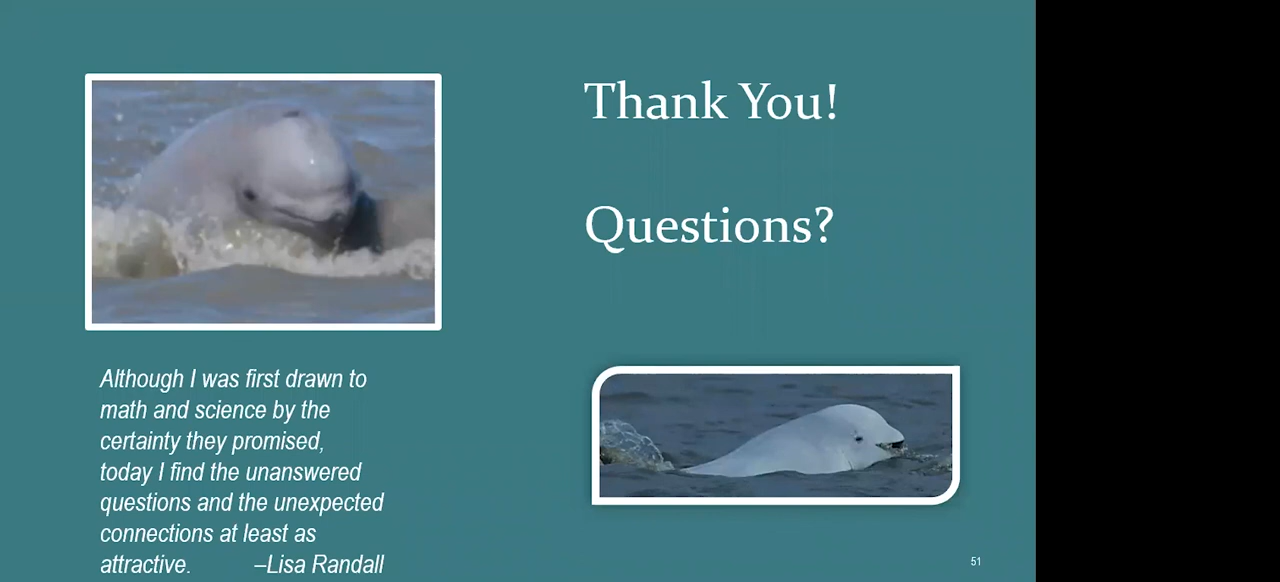 Thank You!
Questions?
Although I was first drawn to
math and science by the
certainty they promised,
today I find the unanswered
questions and the unexpected
connections at least as
attractive. –Lisa Randall
51